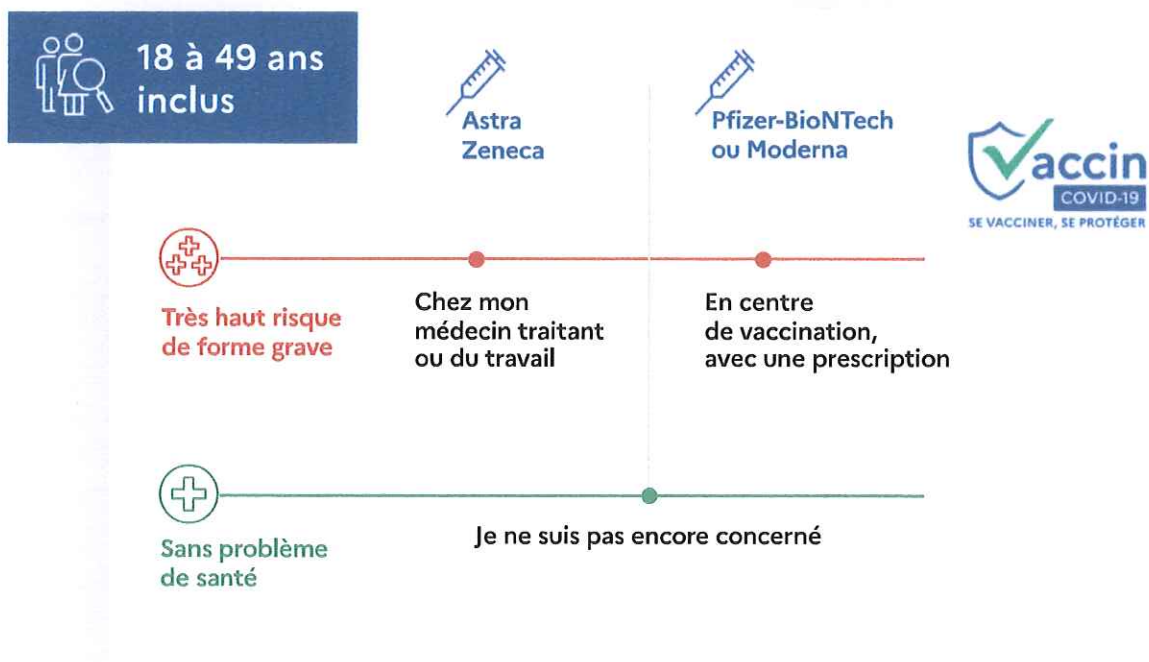 18 à 49 ans
inclus
Astra
Zeneca
Pfizer-BioNTech
ou Moderna
Vaccin
COVID-19
SE VACCINER, SE PROTÉGER
Très haut risque
de forme grave
Chez mon
médecin traitant
ou du travail
En centre
de vaccination,
avec une prescription
Sans problème
de santé
Je ne suis pas encore concerné